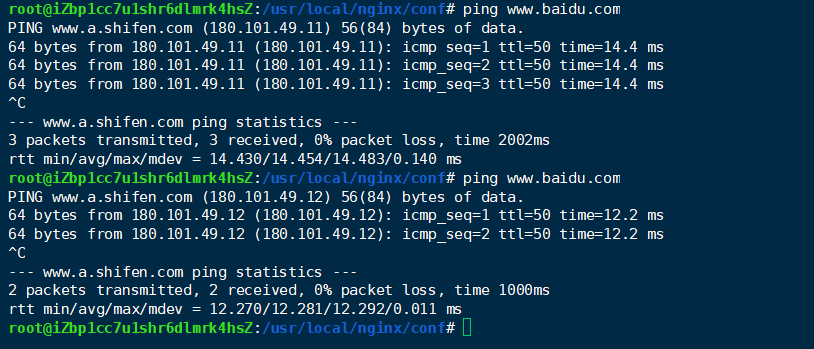 root@iZbp1cc7u1shr6dlmrk4hsZ:/usr/local/nginx/conf# ping www.baidu.com
PING www.a.shifen.com (180.101.49.11) 56(84) bytes of data.
64 bytes from 180.101.49.11 (180.101.49.11): icmp_seq=1 ttl=50 time=14.4 ms
64 bytes from 180.101.49.11 (180.101.49.11): icmp_seq=2 ttl=50 time=14.4 ms
64 bytes from 180.101.49.11 (180.101.49.11): icmp_seq=3 ttl=50 time=14.4 ms
^C
--- www.a.shifen.com ping statistics ---
3 packets transmitted, 3 received, 0% packet loss, time 2002ms
rtt min/avg/max/mdev = 14.430/14.454/14.483/0.140 ms
root@iZbp1cc7u1shr6dlmrk4hsZ:/usr/local/nginx/conf# ping www.baidu.com
PING www.a.shifen.com (180.101.49.12) 56(84) bytes of data.
64 bytes from 180.101.49.12 (180.101.49.12): icmp_seq=1 ttl=50 time=12.2 ms
64 bytes from 180.101.49.12 (180.101.49.12): icmp_seq=2 ttl=50 time=12.2 ms
^C
--- www.a.shifen.com ping statistics ---
2 packets transmitted, 2 received, 0% packet loss, time 1000ms
rtt min/avg/max/mdev = 12.270/12.281/12.292/0.011 ms
root@iZbp1cc7u1shr6dlmrk4hsZ:/usr/local/nginx/conf#